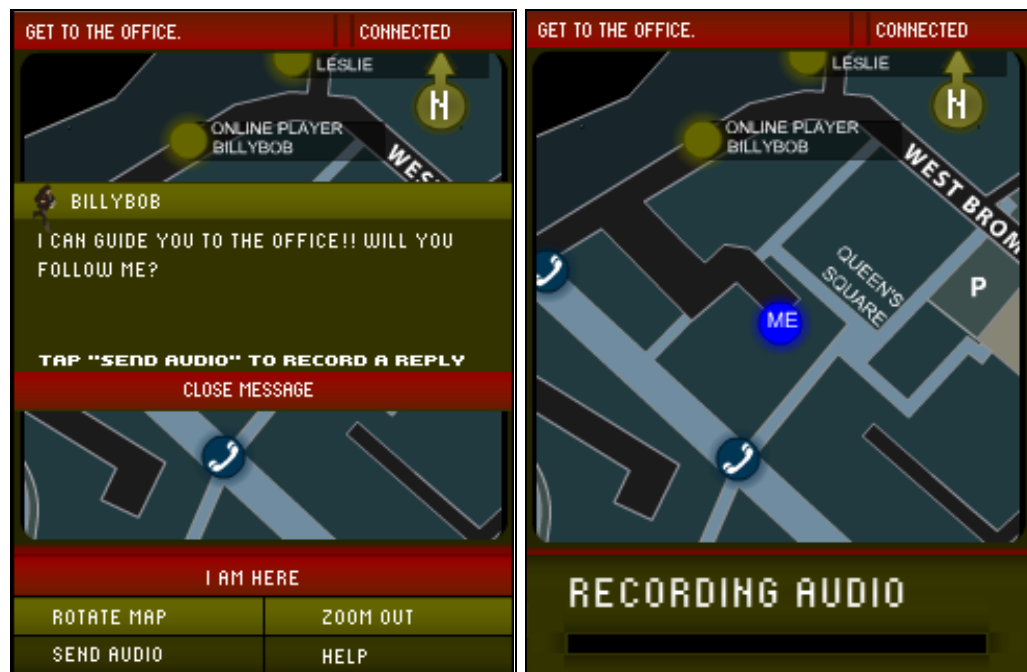 GET TO THE OFFICE.
CONNECTED
LESLIE
N
ONLINE PLAYER
BILLYBOB
BILLYBOB
I CAN GUIDE YOU TO THE OFFICE!! WILL YOU
FOLLOW ME?
TAP "SEND AUDIO" TO RECORD A REPLY
CLOSE MESSAGE
I AM HERE
ROTATE MAP
ZOOM OUT
SEND AUDIO
HELP
GET TO THE OFFICE.
CONNECTED
LESLIE
N
ONLINE PLAYER
BILLYBOB
WEST BROM
QUEEN'S
SQUARE
P
ME
RECORDING AUDIO